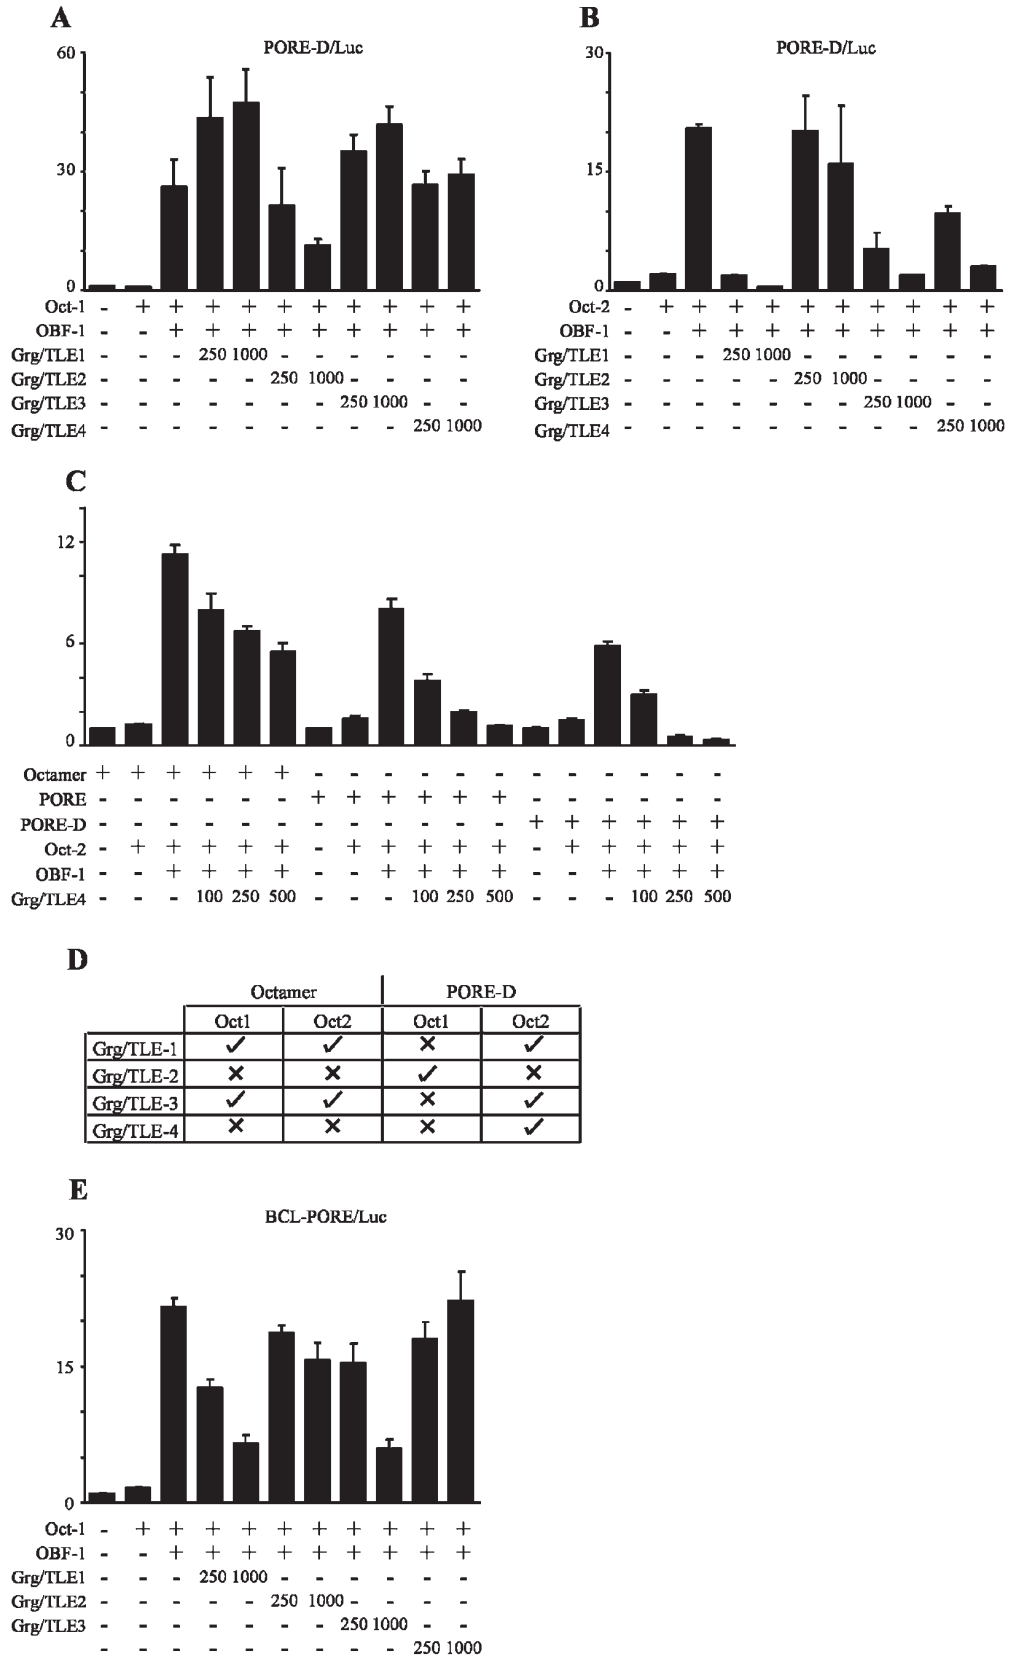 A
B
PORE-D/Luc
60
30
0
Oct-1 - + + + + + + + + + +
OBF-1 - - + + + + + + + + +
Grg/TLE1 - - - 250 1000 - - - - - -
Grg/TLE2 - - - - - 250 1000 - - - -
Grg/TLE3 - - - - - - - 250 1000 - -
Grg/TLE4 - - - - - - - - - 250 1000
PORE-D/Luc
30
15
0
Oct-2 - + + + + + + + + + +
OBF-1 - - + + + + + + + + +
Grg/TLE1 - - - 250 1000 - - - - - -
Grg/TLE2 - - - - - 250 1000 - - - -
Grg/TLE3 - - - - - - - 250 1000 - -
Grg/TLE4 - - - - - - - - - 250 1000
C
12
6
0
Octamer + + + + + + - - - - - - - - - - - -
PORE - - - - - - + + + + + + - - - - - -
PORE-D - - - - - - - - - - - - + + + + + +
Oct-2 - + + + + + - + + + + + - + + + + +
OBF-1 - - + + + + - - + + + + - - + + + +
Grg/TLE4 - - - 100 250 500 - - - 100 250 500 - - - 100 250 500
D
Octamer PORE-D
Oct1 Oct2 Oct1 Oct2
Grg/TLE-1 ✓ ✓ × ✓
Grg/TLE-2 × × ✓ ×
Grg/TLE-3 ✓ ✓ × ✓
Grg/TLE-4 × × × ✓
E
BCL-PORE/Luc
30
15
0
Oct-1 - + + + + + + + + + +
OBF-1 - - + + + + + + + + +
Grg/TLE1 - - - 250 1000 - - - - - -
Grg/TLE2 - - - - - 250 1000 - - - -
Grg/TLE3 - - - - - - - 250 1000 - -
- - - - - - - - - 250 1000